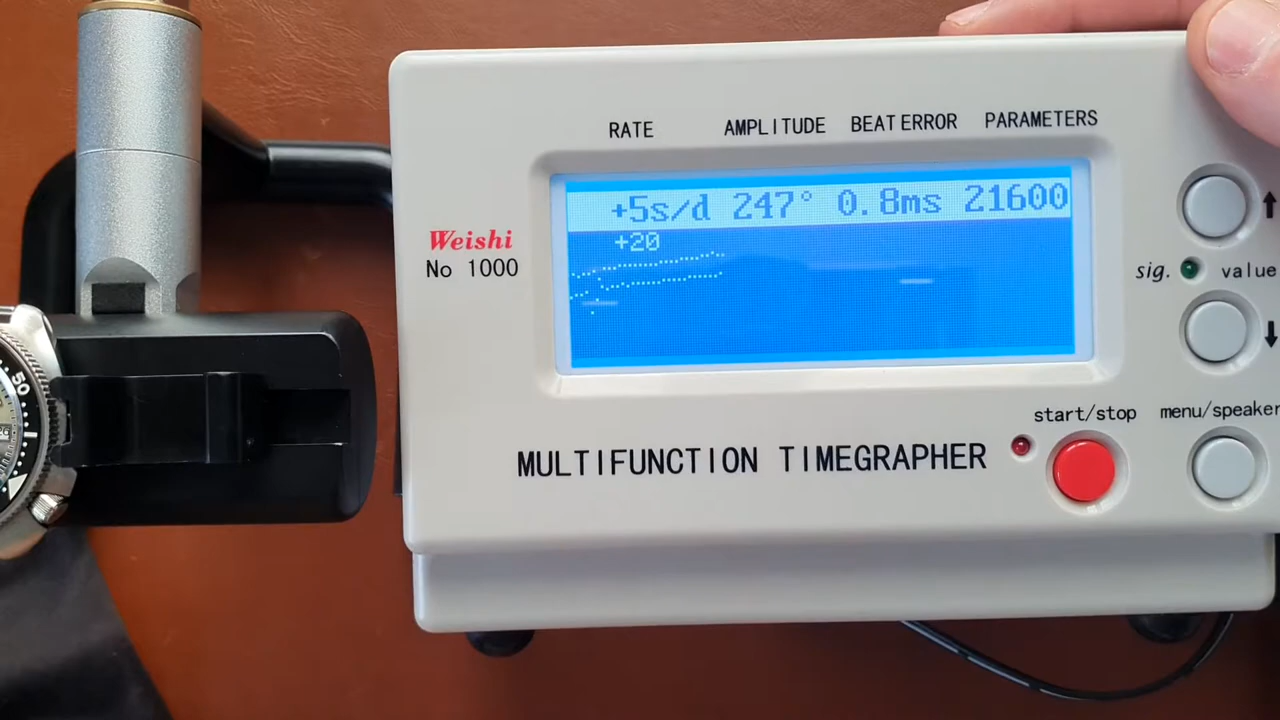 RATE AMPLITUDE BEAT ERROR PARAMETERS
+5s/d 247° 0.8ms 21600
+20
Weishi
No 1000
sig. value
start/stop menu/speaker
MULTIFUNCTION TIMEGRAPHER
50